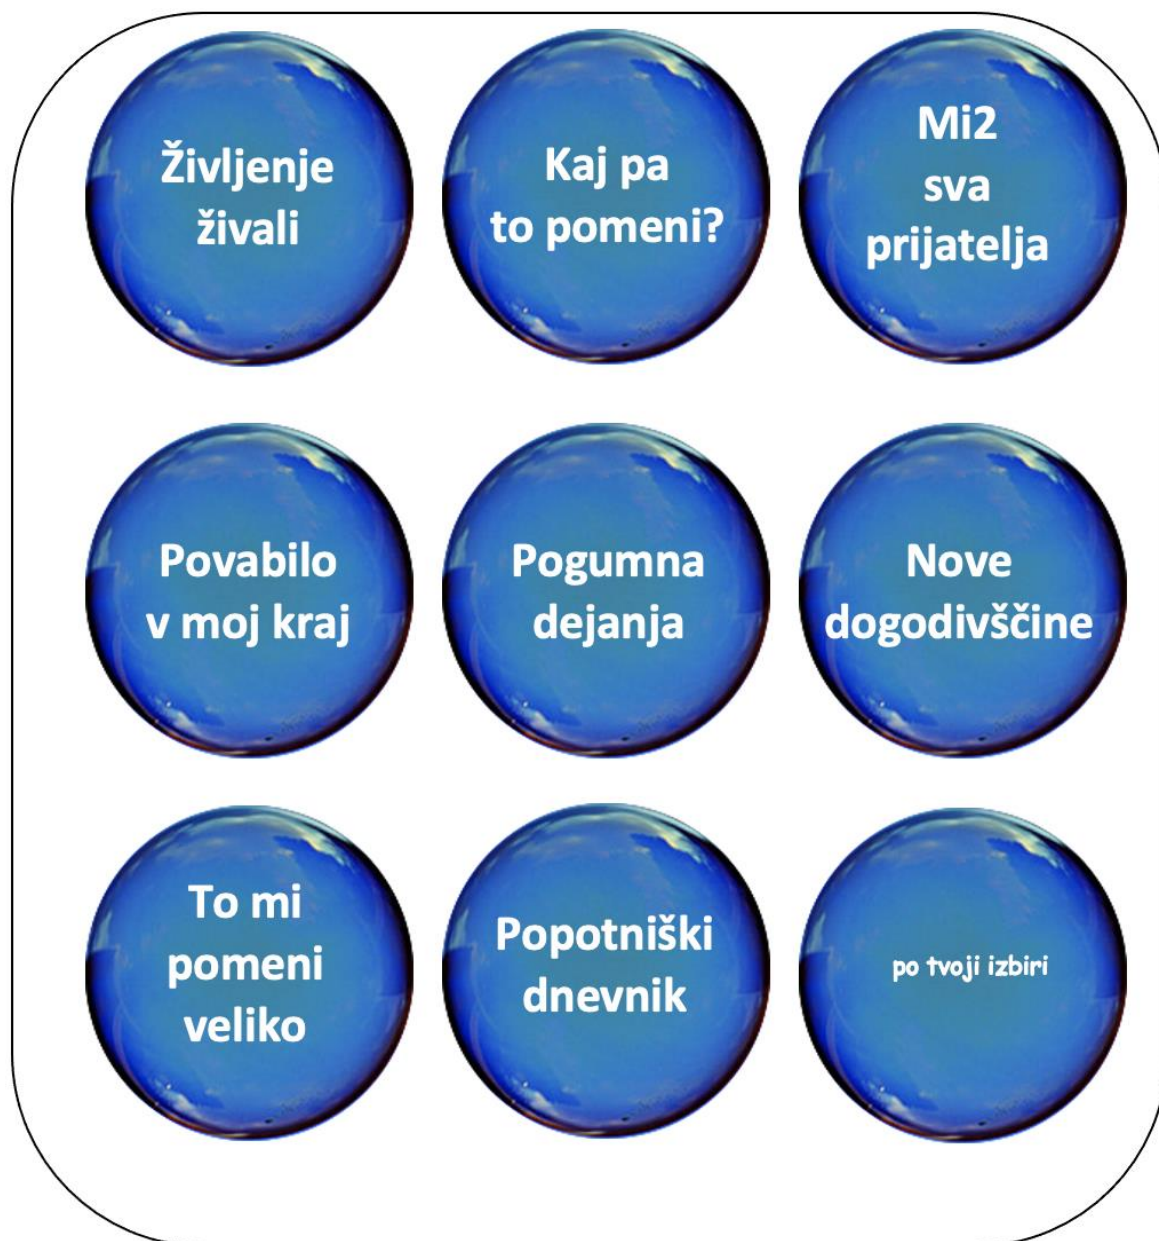 Življenje
živali
Kaj pa
to pomeni?
Mi2
sva
prijatelja
Povabilo
v moj kraj
Pogumna
dejanja
Nove
dogodivščine
To mi
pomeni
veliko
Popotniški
dnevnik
po tvoji izbiri